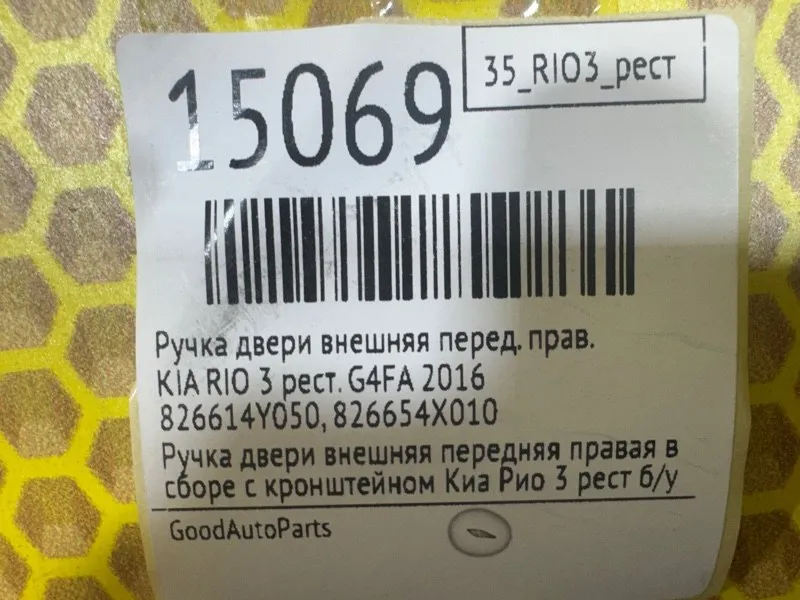 35_RIO3_рест
15069
Ручка двери внешняя перед. прав.
KIA RIO 3 рест. G4FA 2016
826614Y050, 826654X010
Ручка двери внешняя передняя правая в
сборе с кронштейном Киа Рио 3 рест б/у
GoodAutoParts